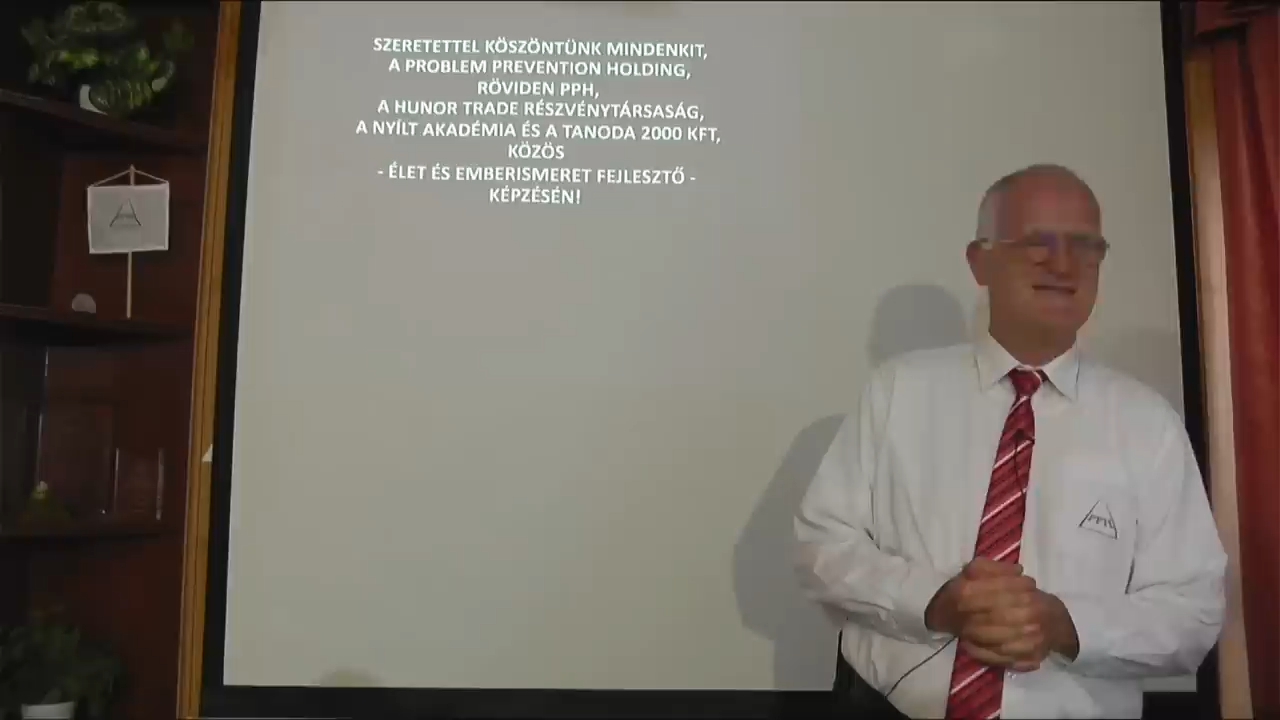 SZERETETTEL KÖSZÖNTÜNK MINDENKIT,
A PROBLEM PREVENTION HOLDING,
RÖVIDEN PPH,
A HUNOR TRADE RÉSZVÉNYTÁRSASÁG,
A NYÍLT AKADÉMIA ÉS A TANODA 2000 KFT,
KÖZÖS
- ÉLET ÉS EMBERISMERET FEJLESZTŐ -
KÉPZÉSÉN!
PPH